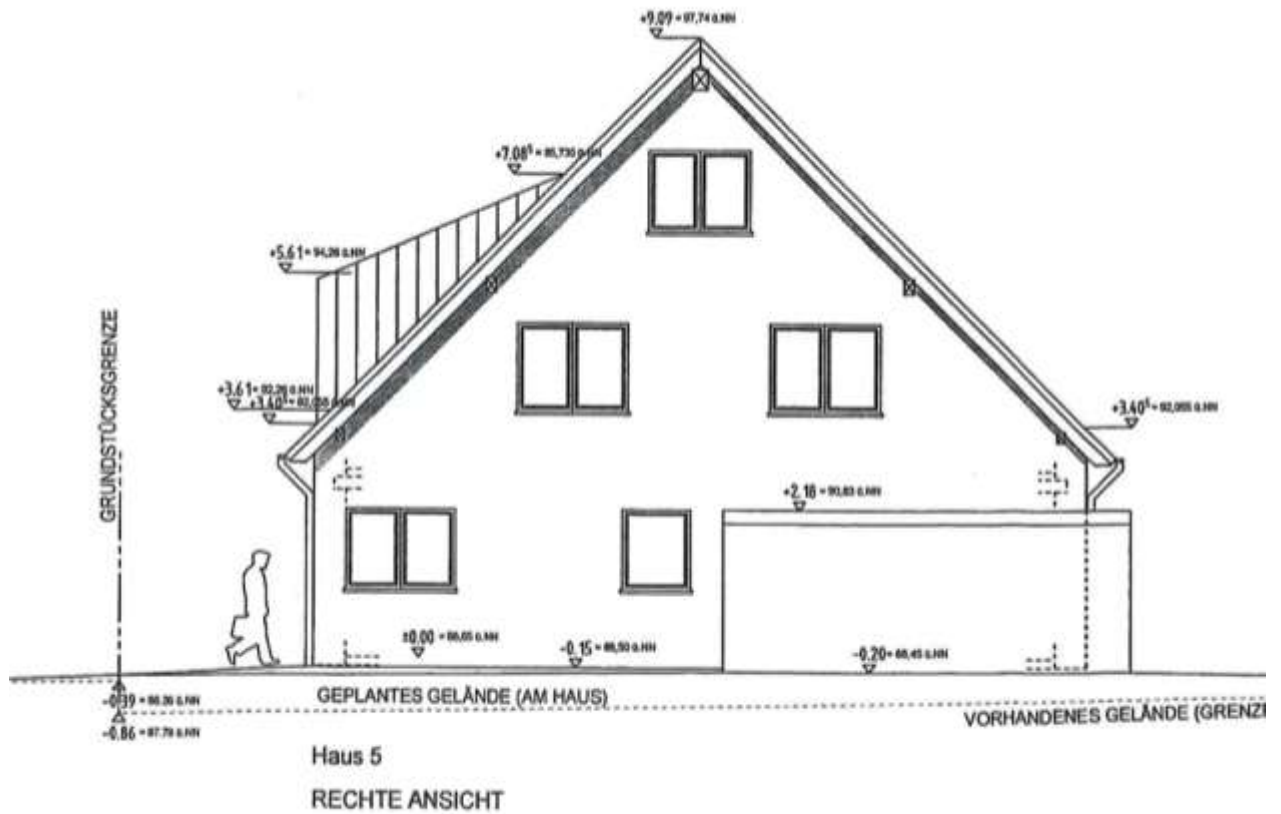 +9.09 = 97,74 ü.NN
+7.08⁵ = 95,735 ü.NN
+5.61 = 94,26 ü.NN
GRUNDSTÜCKSGRENZE
+3.61 = 92,26 ü.NN
+3.40⁵ = 92,055 ü.NN
+3.40⁵ = 92,055 ü.NN
+2.18 = 90,83 ü.NN
±0.00 = 88,65 ü.NN
-0.15 = 88,50 ü.NN
-0.20 = 88,45 ü.NN
-0.39 = 88,26 ü.NN
GEPLANTES GELÄNDE (AM HAUS)
-0.86 = 87,79 ü.NN
VORHANDENES GELÄNDE (GRENZE
Haus 5
RECHTE ANSICHT